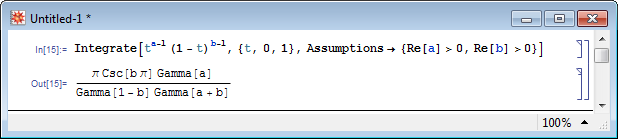 Untitled-1 *
In[15]:= Integrate[t^(a-1) (1-t)^(b-1), {t, 0, 1}, Assumptions → {Re[a] > 0, Re[b] > 0}]
π Csc[b π] Gamma[a]
Out[15]=
Gamma[1-b] Gamma[a+b]
100%